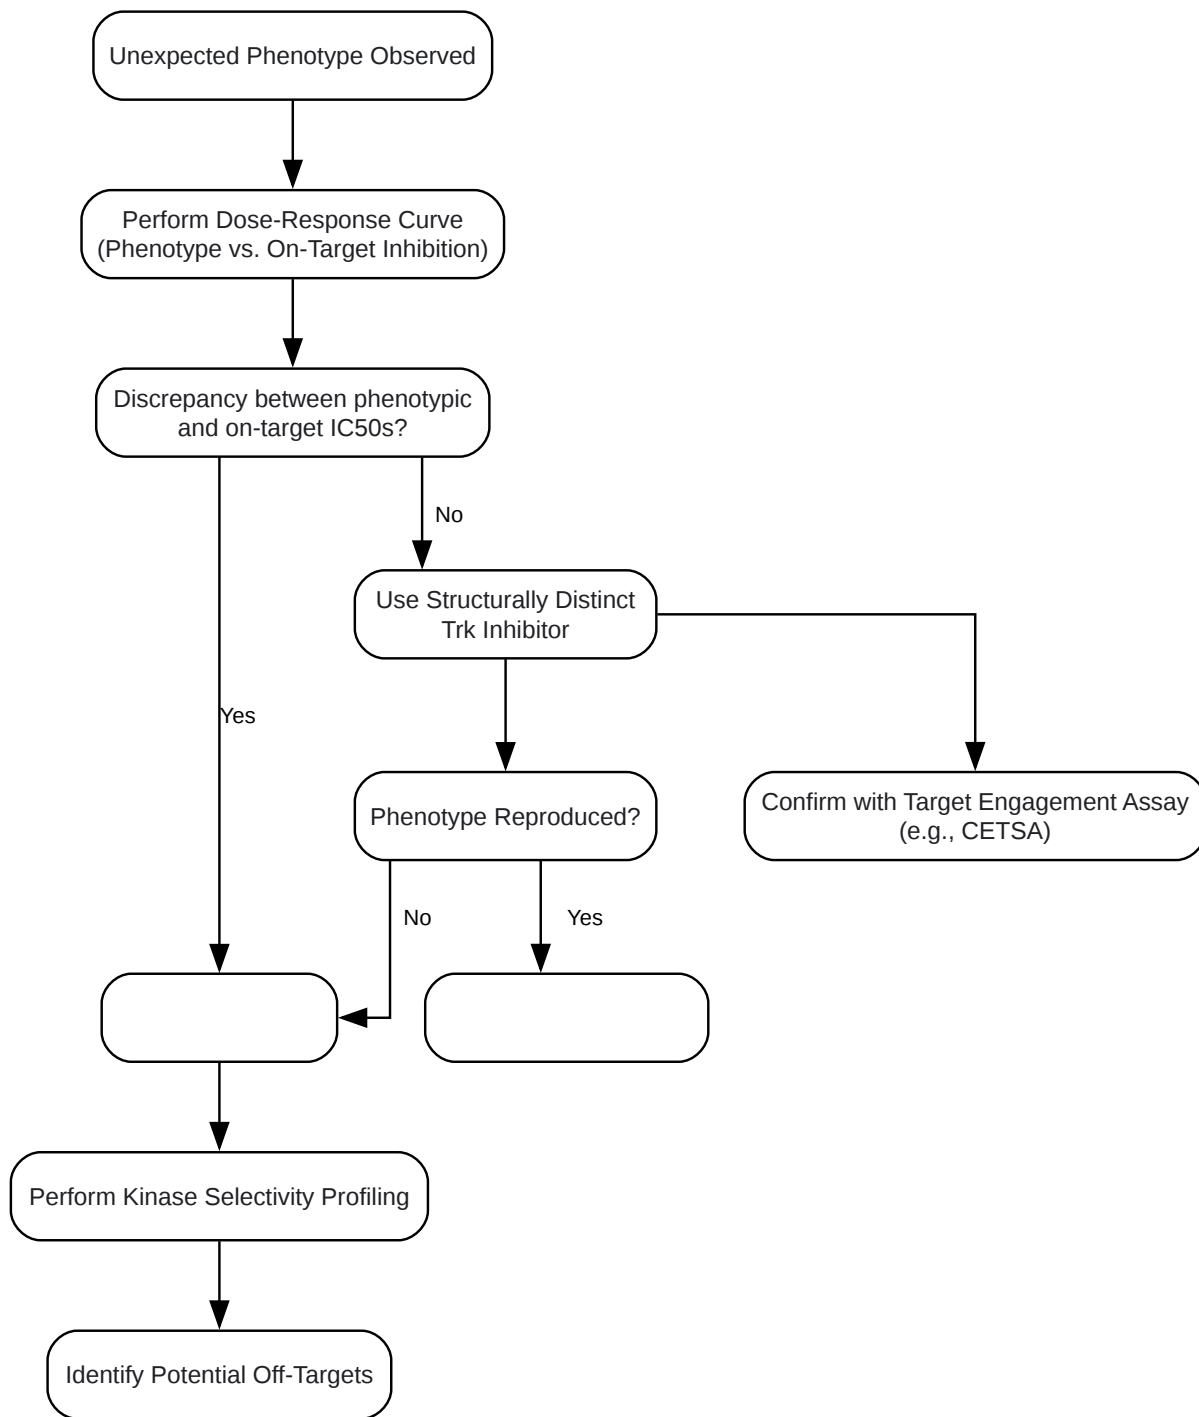 Unexpected Phenotype Observed
Perform Dose-Response Curve
(Phenotype vs. On-Target Inhibition)
Discrepancy between phenotypic
and on-target IC50s?
No
Use Structurally Distinct
Trk Inhibitor
Yes
Phenotype Reproduced?
Confirm with Target Engagement Assay
(e.g., CETSA)
No
Yes
Perform Kinase Selectivity Profiling
Identify Potential Off-Targets